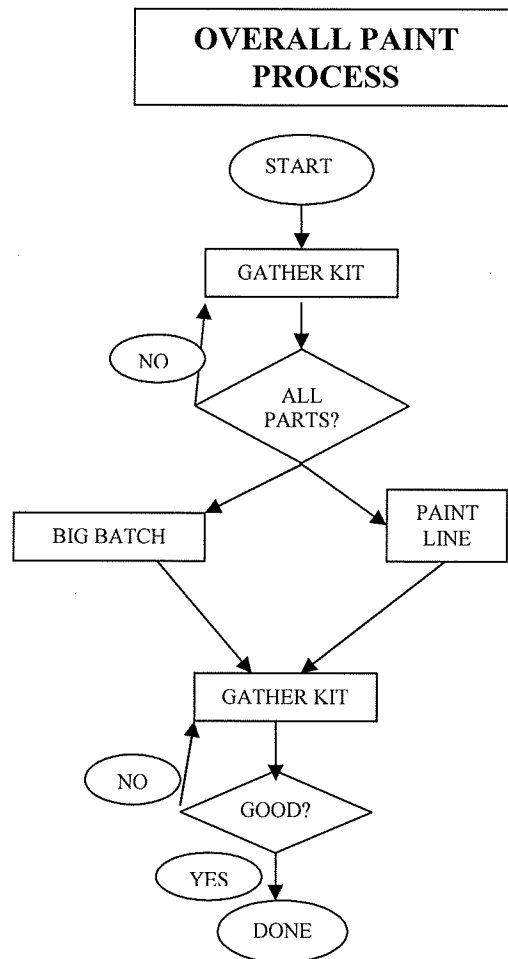 OVERALL PAINT
PROCESS
START
GATHER KIT
NO
ALL
PARTS?
BIG BATCH
PAINT
LINE
GATHER KIT
NO
GOOD?
YES
DONE